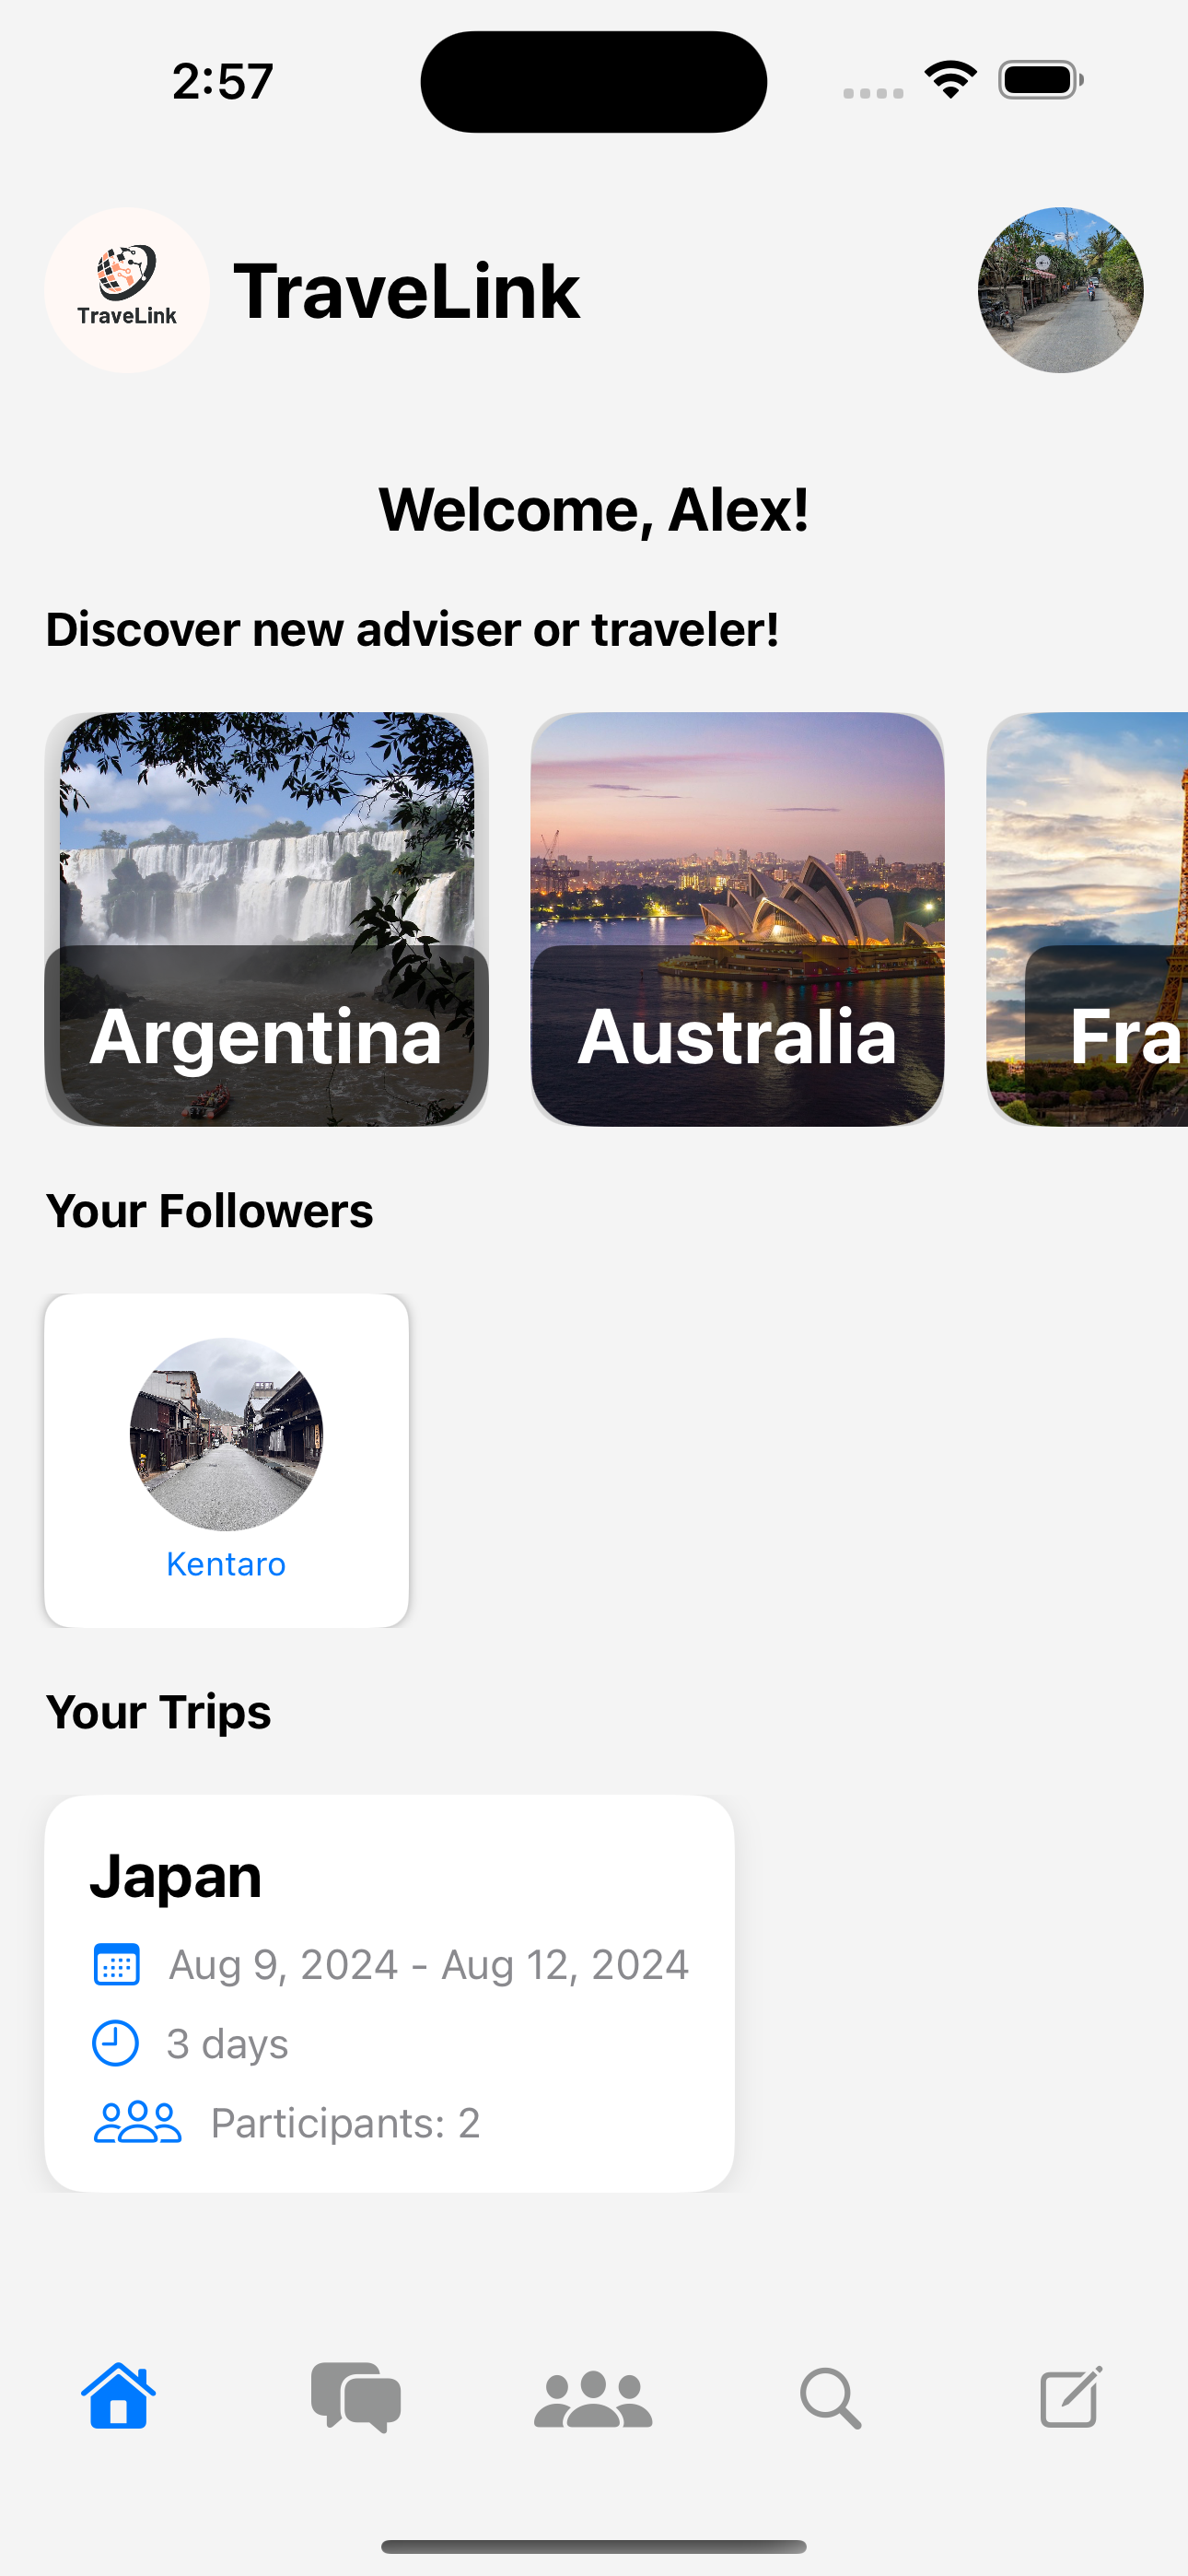 2:57
TraveLink
TraveLink
Welcome, Alex!
Discover new adviser or traveler!
Argentina
Australia
Fra
Your Followers
Kentaro
Your Trips
Japan
Aug 9, 2024 - Aug 12, 2024
3 days
Participants: 2